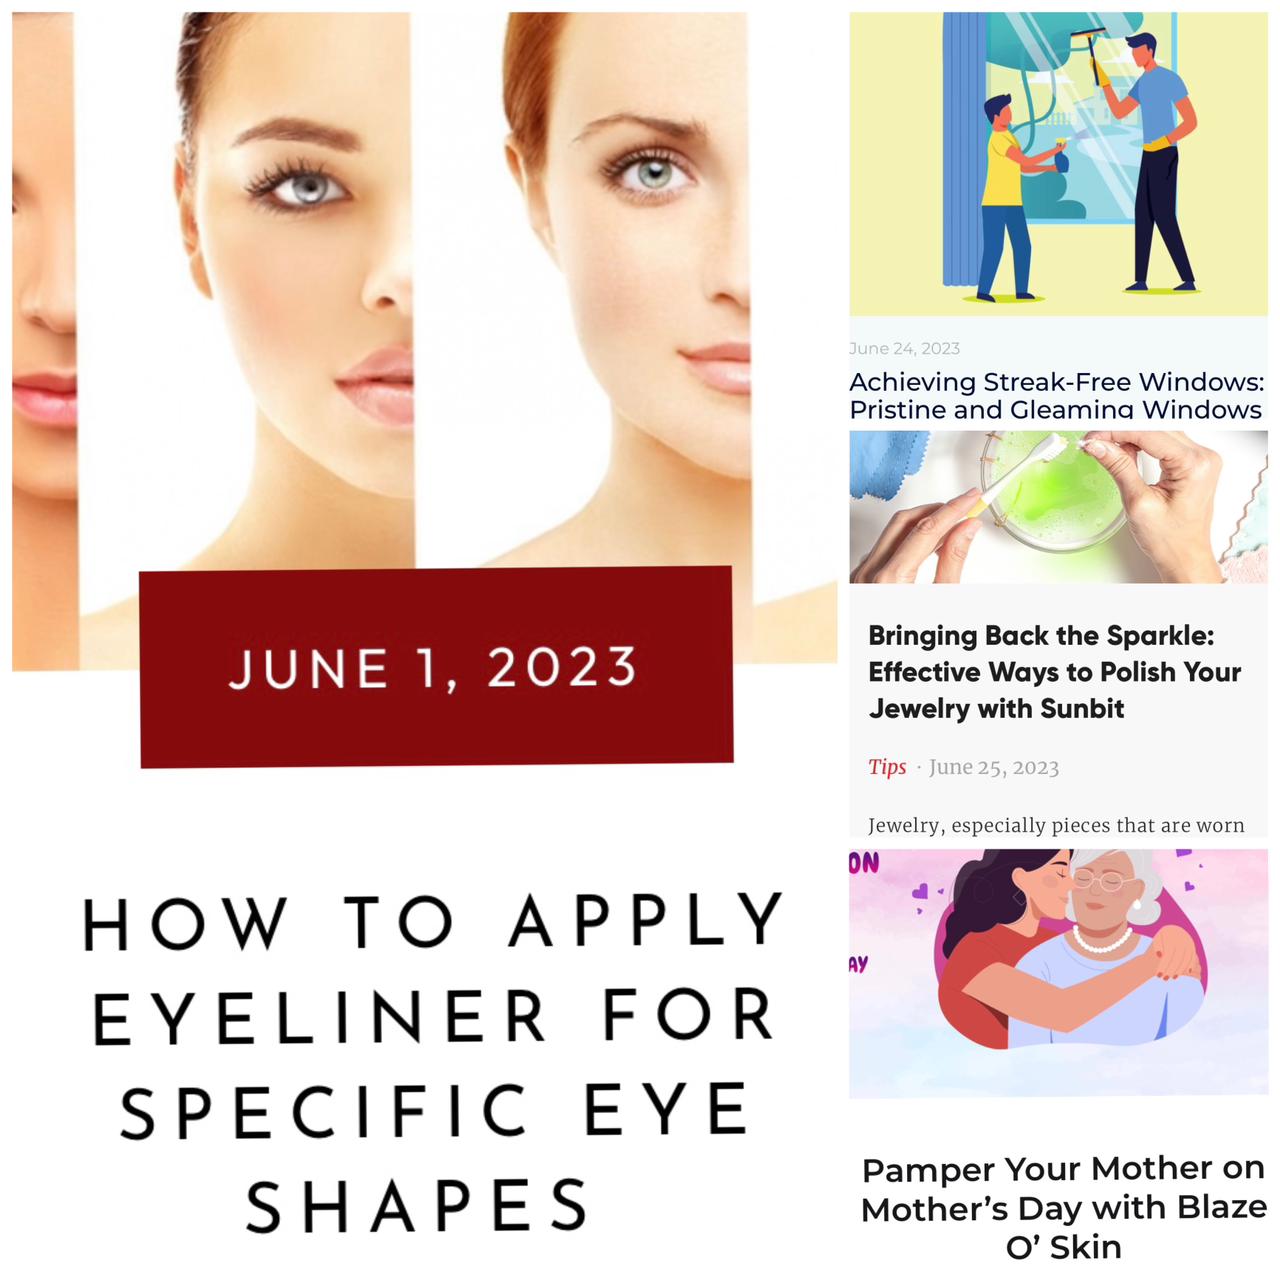 JUNE 1, 2023
HOW TO APPLY
EYELINER FOR
SPECIFIC EYE
SHAPES
June 24, 2023
Achieving Streak-Free Windows:
Pristine and Gleaming Windows
Bringing Back the Sparkle:
Effective Ways to Polish Your
Jewelry with Sunbit
Tips · June 25, 2023
Jewelry, especially pieces that are worn
ON
AY
Pamper Your Mother on
Mother’s Day with Blaze
O’ Skin